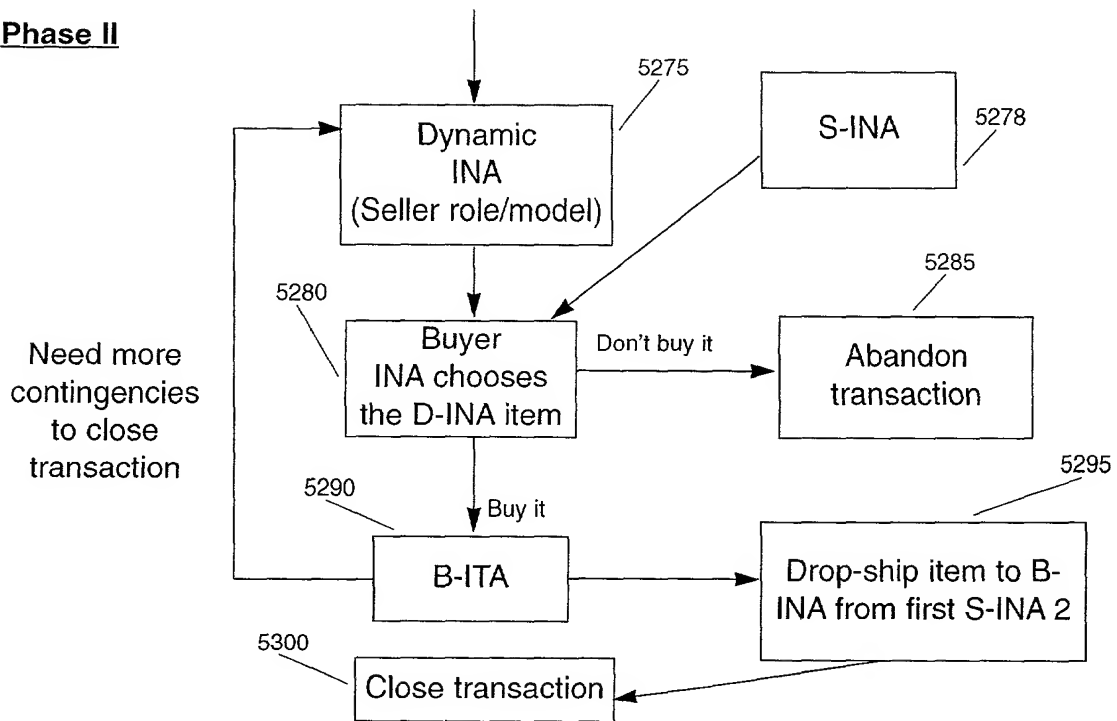 Phase II
5275
Dynamic
INA
(Seller role/model)
S-INA
5278
5280
Buyer
INA chooses
the D-INA item
Don't buy it
5285
Abandon
transaction
Need more
contingencies
to close
transaction
5290
Buy it
B-ITA
5295
Drop-ship item to B-
INA from first S-INA 2
5300
Close transaction